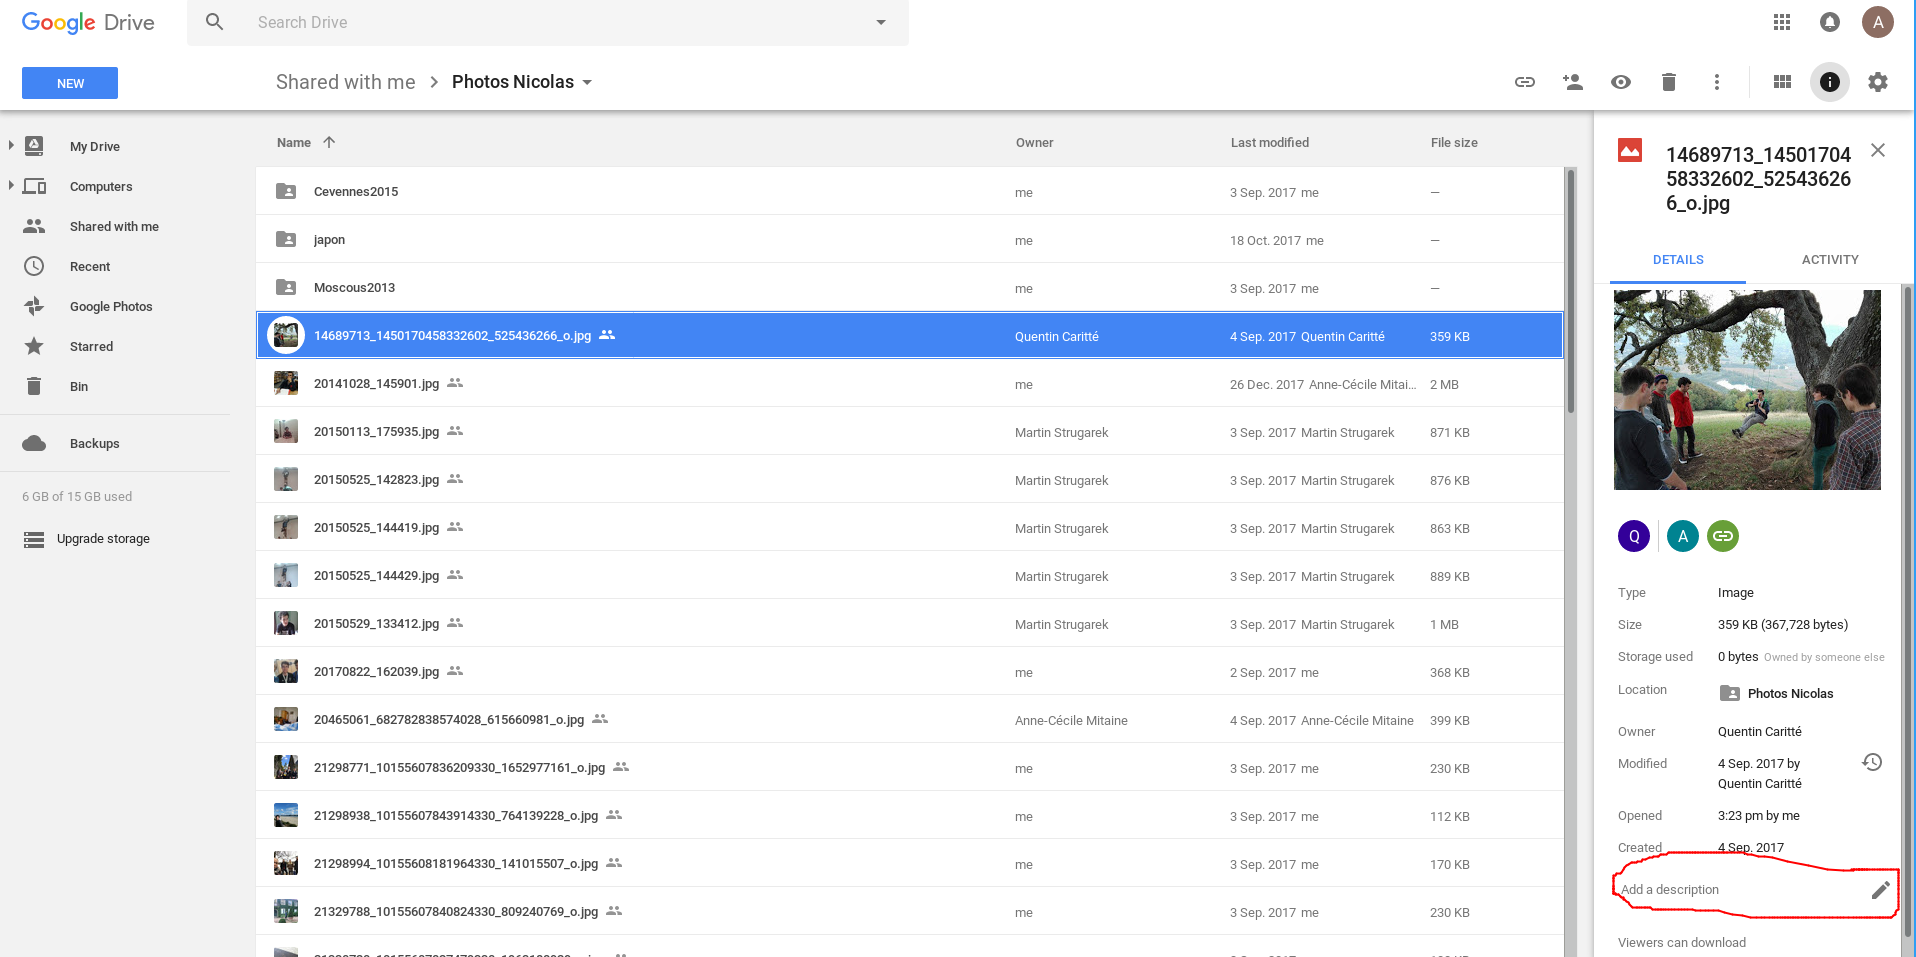 Google Drive
Search Drive
A
NEW
Shared with me > Photos Nicolas
My Drive
Computers
Shared with me
Recent
Google Photos
Starred
Bin
Backups
6 GB of 15 GB used
Upgrade storage
Name Owner Last modified File size
Cevennes2015 me 3 Sep. 2017 me —
japon me 18 Oct. 2017 me —
Moscous2013 me 3 Sep. 2017 me —
14689713_1450170458332602_525436266_o.jpg Quentin Caritté 4 Sep. 2017 Quentin Caritté 359 KB
20141028_145901.jpg me 26 Dec. 2017 Anne-Cécile Mitai... 2 MB
20150113_175935.jpg Martin Strugarek 3 Sep. 2017 Martin Strugarek 871 KB
20150525_142823.jpg Martin Strugarek 3 Sep. 2017 Martin Strugarek 876 KB
20150525_144419.jpg Martin Strugarek 3 Sep. 2017 Martin Strugarek 863 KB
20150525_144429.jpg Martin Strugarek 3 Sep. 2017 Martin Strugarek 889 KB
20150529_133412.jpg Martin Strugarek 3 Sep. 2017 Martin Strugarek 1 MB
20170822_162039.jpg me 2 Sep. 2017 me 368 KB
20465061_682782838574028_615660981_o.jpg Anne-Cécile Mitaine 4 Sep. 2017 Anne-Cécile Mitaine 399 KB
21298771_10155607836209330_1652977161_o.jpg me 3 Sep. 2017 me 230 KB
21298938_10155607843914330_764139228_o.jpg me 3 Sep. 2017 me 112 KB
21298994_10155608181964330_141015507_o.jpg me 3 Sep. 2017 me 170 KB
21329788_10155607840824330_809240769_o.jpg me 3 Sep. 2017 me 230 KB
14689713_14501704
58332602_52543626
6_o.jpg
DETAILS ACTIVITY
Q A
Type Image
Size 359 KB (367,728 bytes)
Storage used 0 bytes Owned by someone else
Location Photos Nicolas
Owner Quentin Caritté
Modified 4 Sep. 2017 by
Quentin Caritté
Opened 3:23 pm by me
Created 4 Sep. 2017
Add a description
Viewers can download